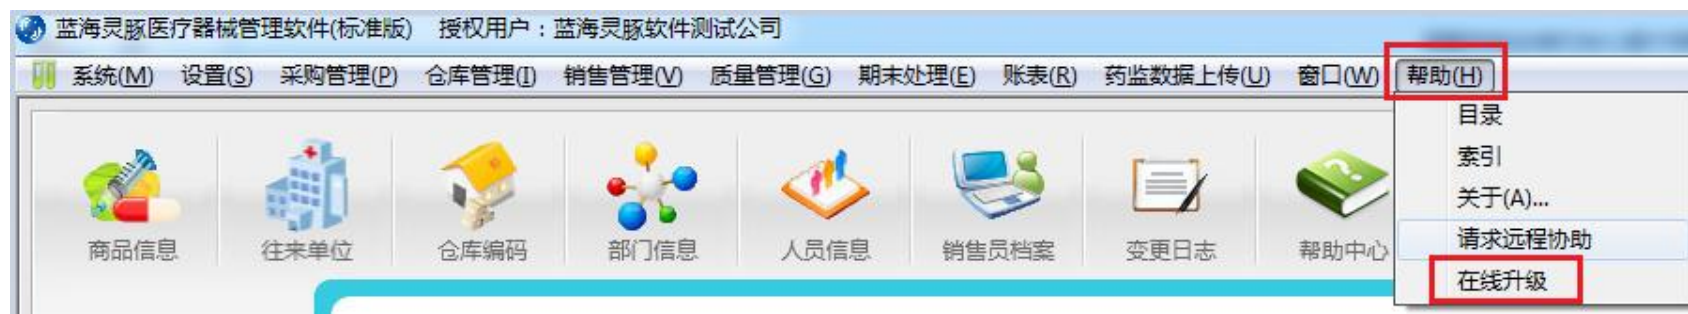 蓝海灵豚医疗器械管理软件(标准版) 授权用户：蓝海灵豚软件测试公司
系统(M) 设置(S) 采购管理(P) 仓库管理(I) 销售管理(V) 质量管理(G) 期末处理(E) 账表(R) 药监数据上传(U) 窗口(W) 帮助(H)
目录
索引
关于(A)...
请求远程协助
在线升级
商品信息 往来单位 仓库编码 部门信息 人员信息 销售员档案 变更日志 帮助中心